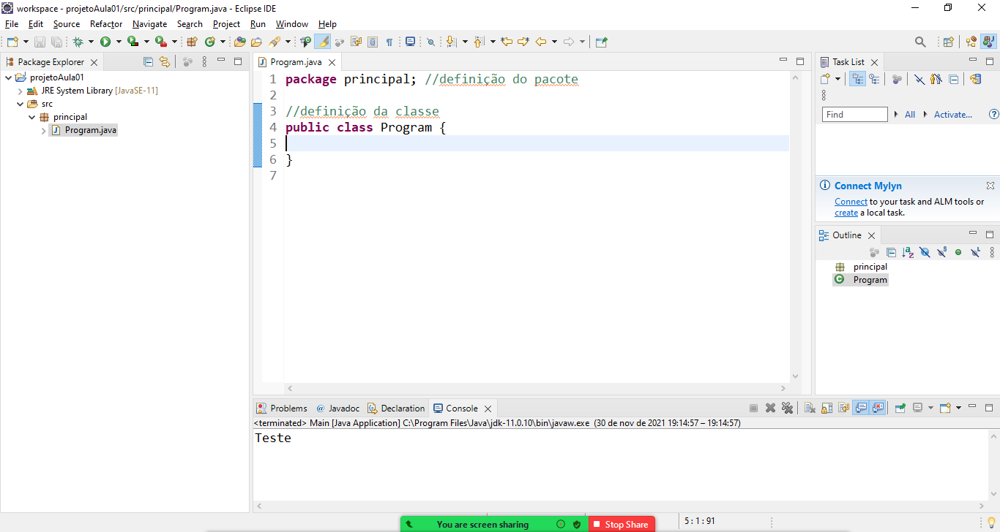 workspace - projetoAula01/src/principal/Program.java - Eclipse IDE
File Edit Source Refactor Navigate Search Project Run Window Help
Package Explorer
projetoAula01
JRE System Library [JavaSE-11]
src
principal
Program.java
Program.java
1 package principal; //definição do pacote
2
3 //definição da classe
4 public class Program {
5
6 }
7
Task List
Find All Activate...
Connect Mylyn
Connect to your task and ALM tools or
create a local task.
Outline
principal
Program
Problems Javadoc Declaration Console
<terminated> Main [Java Application] C:\Program Files\Java\jdk-11.0.10\bin\javaw.exe (30 de nov de 2021 19:14:57 – 19:14:57)
Teste
You are screen sharing Stop Share
5 : 1 : 91